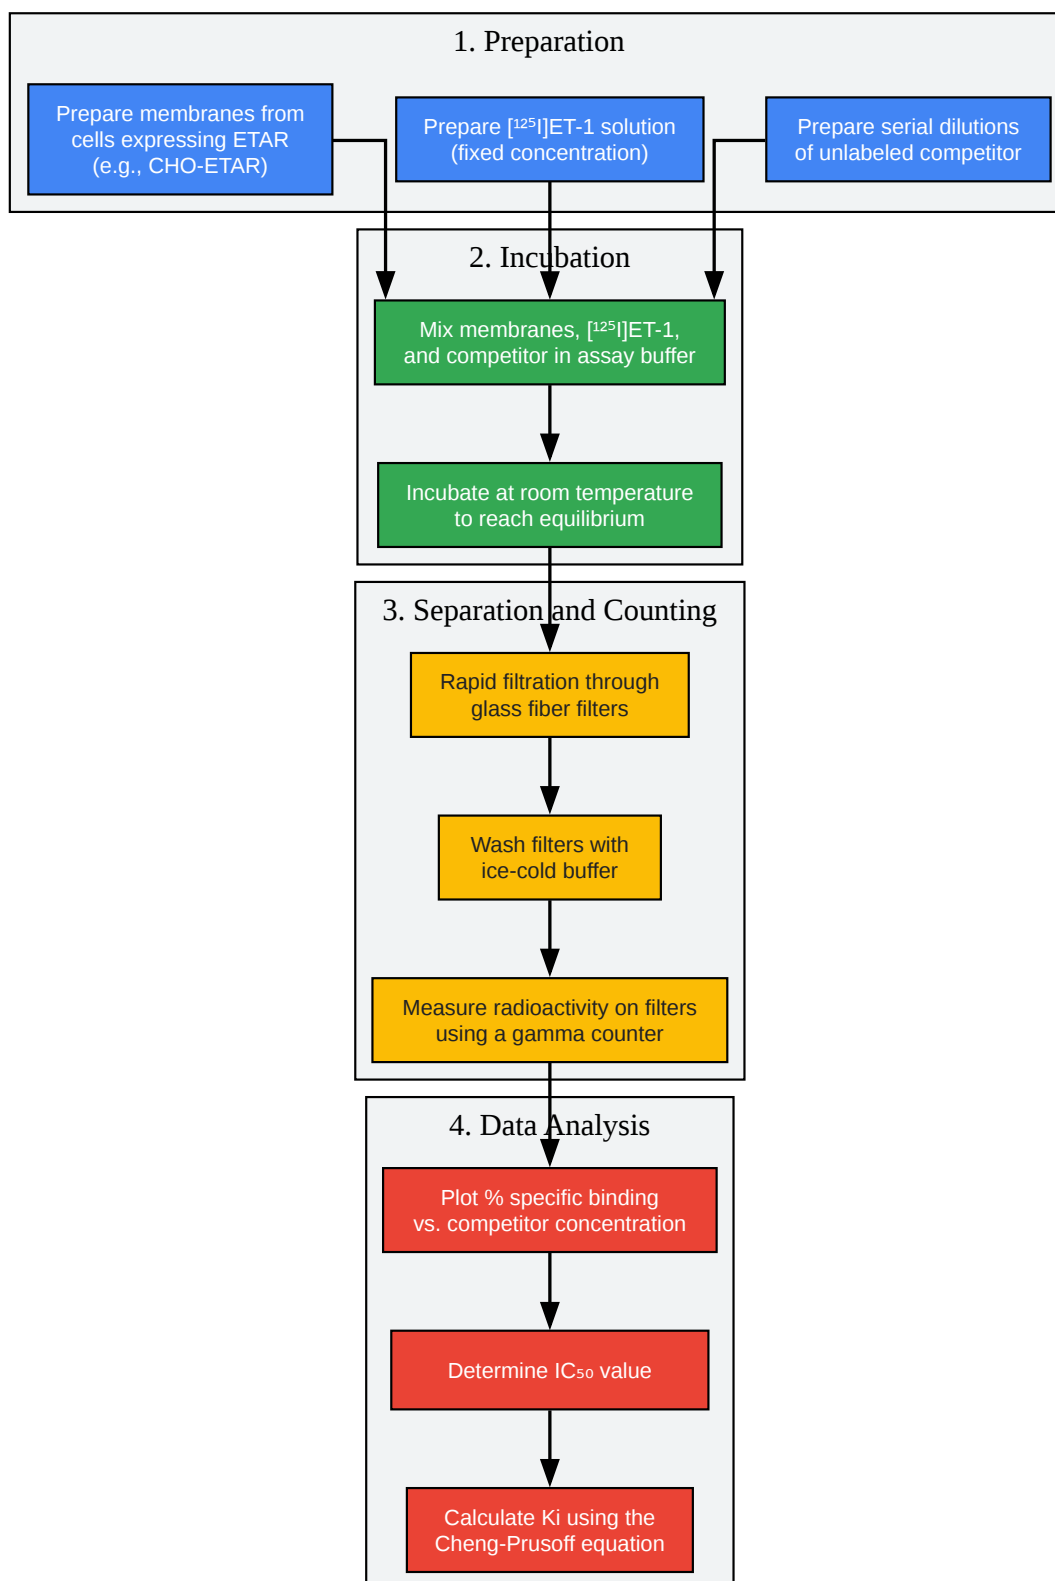 1. Preparation
Prepare membranes from
cells expressing ETAR
(e.g., CHO-ETAR)
Prepare [¹²⁵I]ET-1 solution
(fixed concentration)
Prepare serial dilutions
of unlabeled competitor
2. Incubation
Mix membranes, [¹²⁵I]ET-1,
and competitor in assay buffer
Incubate at room temperature
to reach equilibrium
3. Separation and Counting
Rapid filtration through
glass fiber filters
Wash filters with
ice-cold buffer
Measure radioactivity on filters
using a gamma counter
4. Data Analysis
Plot % specific binding
vs. competitor concentration
Determine IC₅₀ value
Calculate Ki using the
Cheng-Prusoff equation